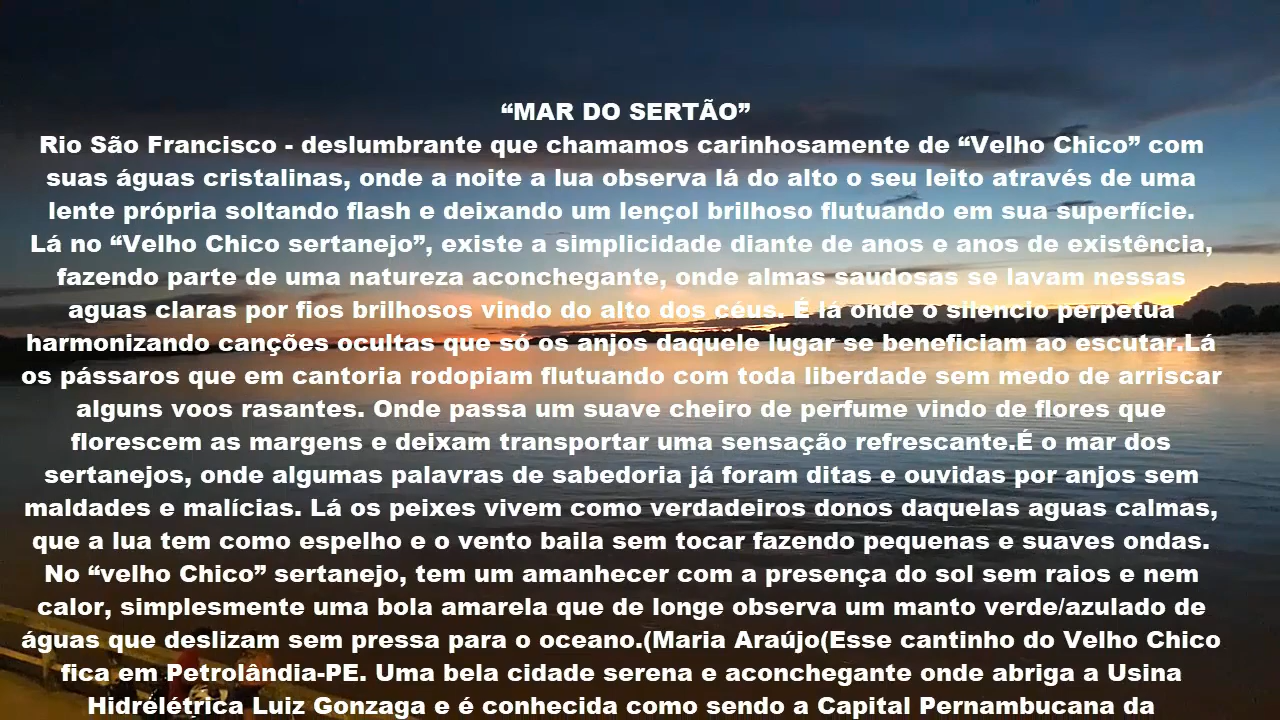 “MAR DO SERTÃO”
Rio São Francisco - deslumbrante que chamamos carinhosamente de “Velho Chico” com
suas águas cristalinas, onde a noite a lua observa lá do alto o seu leito através de uma
lente própria soltando flash e deixando um lençol brilhoso flutuando em sua superfície.
Lá no “Velho Chico sertanejo”, existe a simplicidade diante de anos e anos de existência,
fazendo parte de uma natureza aconchegante, onde almas saudosas se lavam nessas
aguas claras por fios brilhosos vindo do alto dos céus. É lá onde o silencio perpetua
harmonizando canções ocultas que só os anjos daquele lugar se beneficiam ao escutar.Lá
os pássaros que em cantoria rodopiam flutuando com toda liberdade sem medo de arriscar
alguns voos rasantes. Onde passa um suave cheiro de perfume vindo de flores que
florescem as margens e deixam transportar uma sensação refrescante.É o mar dos
sertanejos, onde algumas palavras de sabedoria já foram ditas e ouvidas por anjos sem
maldades e malícias. Lá os peixes vivem como verdadeiros donos daquelas aguas calmas,
que a lua tem como espelho e o vento baila sem tocar fazendo pequenas e suaves ondas.
No “velho Chico” sertanejo, tem um amanhecer com a presença do sol sem raios e nem
calor, simplesmente uma bola amarela que de longe observa um manto verde/azulado de
águas que deslizam sem pressa para o oceano.(Maria Araújo(Esse cantinho do Velho Chico
fica em Petrolândia-PE. Uma bela cidade serena e aconchegante onde abriga a Usina
Hidrelétrica Luiz Gonzaga e é conhecida como sendo a Capital Pernambucana da